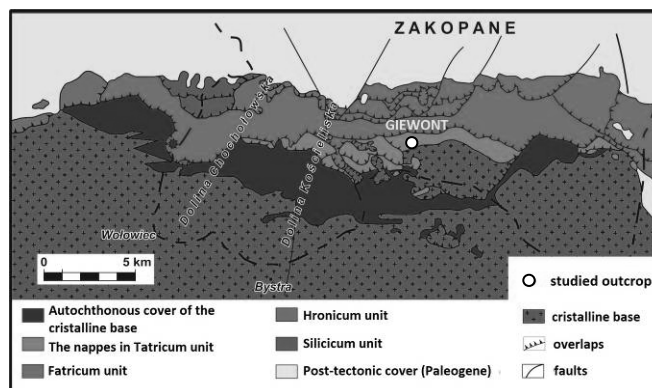 ZAKOPANE
GIEWONT
Dolina Chochołowska
Dolina Kościeliska
Wołowiec
Bystra
0 5 km
studied outcrop
Autochthonous cover of the
cristalline base
Hronicum unit
cristalline base
The nappes in Tatricum unit
Silicicum unit
overlaps
Fatricum unit
Post-tectonic cover (Paleogene)
faults